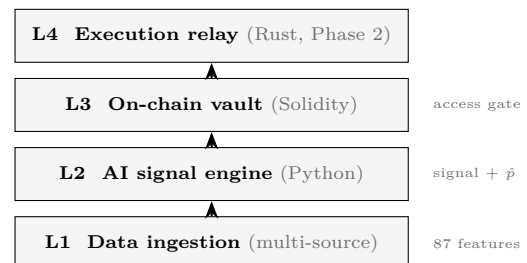 L4 Execution relay (Rust, Phase 2)
L3 On-chain vault (Solidity)
access gate
L2 AI signal engine (Python)
signal + p̂
L1 Data ingestion (multi-source)
87 features